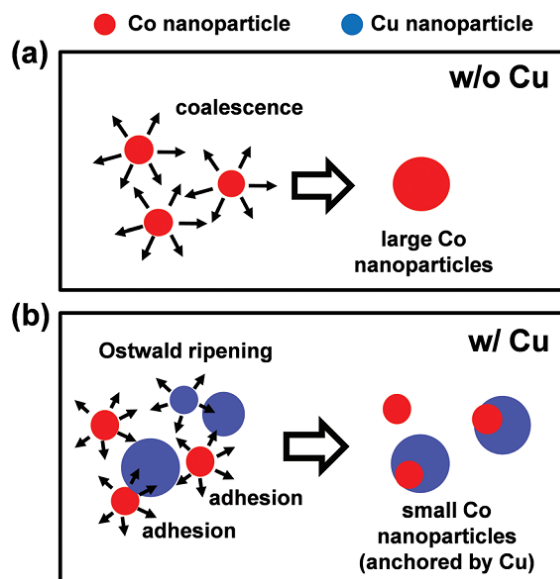 Co nanoparticle Cu nanoparticle
(a)
w/o Cu
coalescence
large Co
nanoparticles
(b)
w/ Cu
Ostwald ripening
adhesion
adhesion
small Co
nanoparticles
(anchored by Cu)